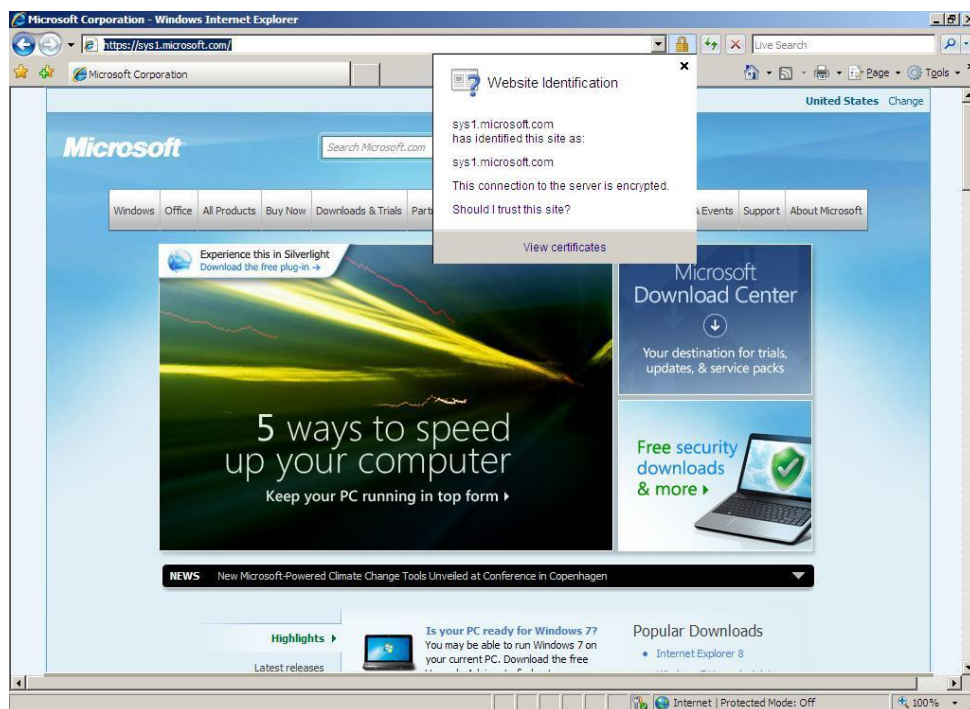 Microsoft Corporation - Windows Internet Explorer
https://sys1.microsoft.com/
Live Search
Microsoft Corporation
Page
Tools
United States Change
Microsoft
Search Microsoft.com
Website Identification
sys1.microsoft.com
has identified this site as:
sys1.microsoft.com
This connection to the server is encrypted.
Should I trust this site?
View certificates
Windows Office All Products Buy Now Downloads & Trials Part
& Events Support About Microsoft
Experience this in Silverlight
Download the free plug-in
5 ways to speed
up your computer
Keep your PC running in top form
Microsoft
Download Center
Your destination for trials,
updates, & service packs
Free security
downloads
& more
NEWS New Microsoft-Powered Climate Change Tools Unveiled at Conference in Copenhagen
Highlights
Latest releases
Is your PC ready for Windows 7?
You may be able to run Windows 7 on
your current PC. Download the free
Popular Downloads
Internet Explorer 8
Internet | Protected Mode: Off
100%